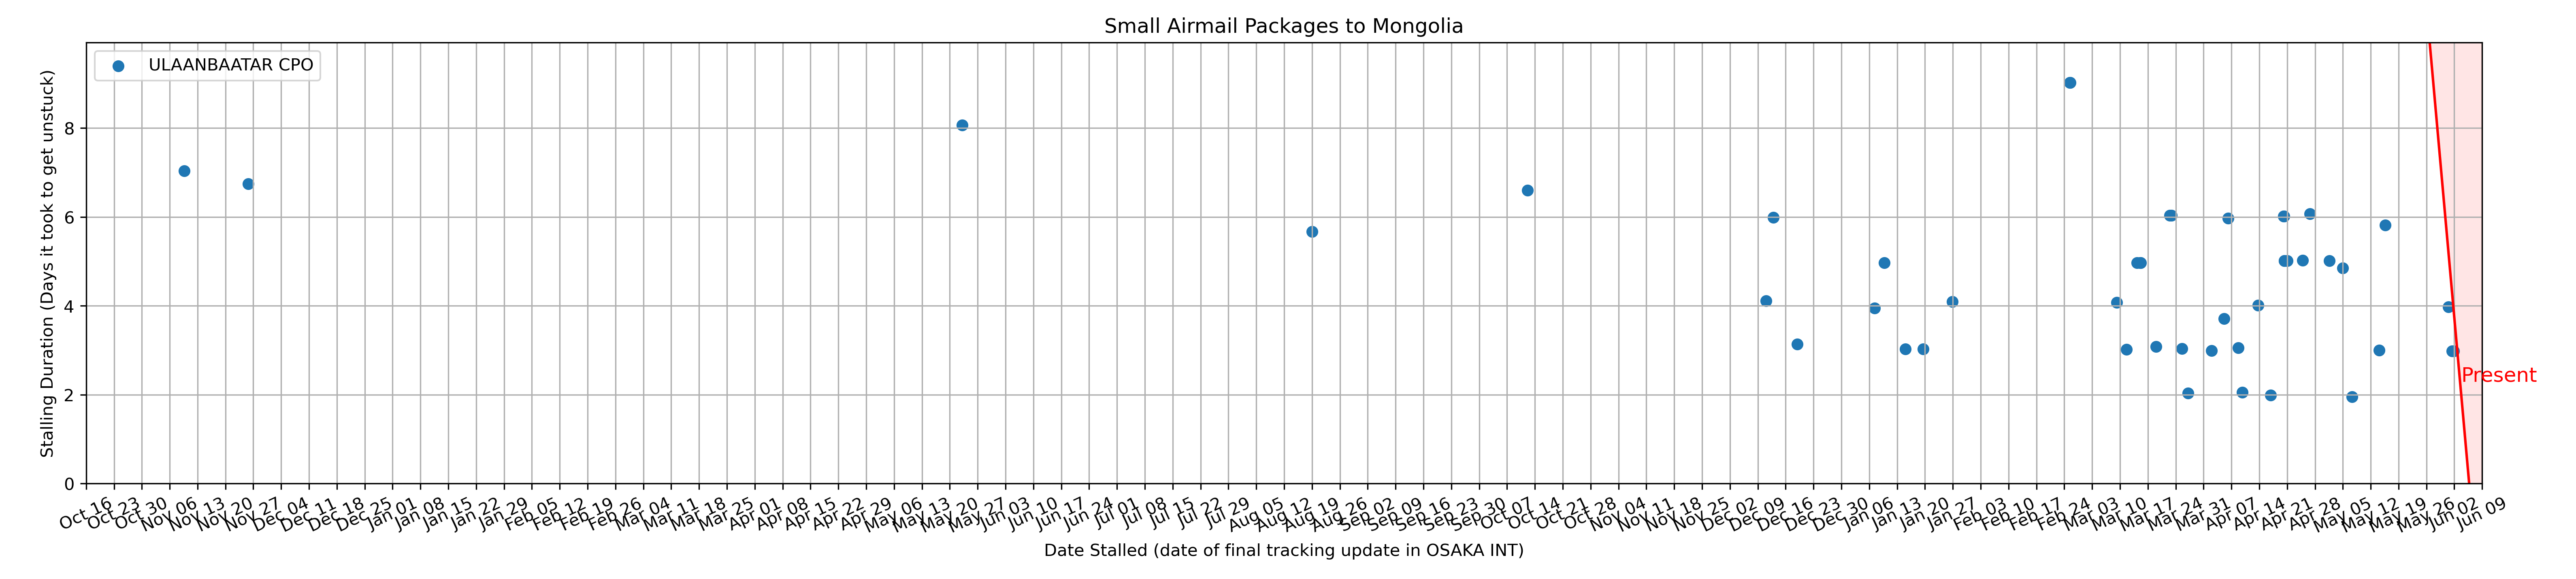 Small Airmail Packages to Mongolia
ULAANBAATAR CPO
Stalling Duration (Days it took to get unstuck)
8
6
4
2
0
Present
Oct 16
Oct 23
Oct 30
Nov 06
Nov 13
Nov 20
Nov 27
Dec 04
Dec 11
Dec 18
Dec 25
Jan 01
Jan 08
Jan 15
Jan 22
Jan 29
Feb 05
Feb 12
Feb 19
Feb 26
Mar 04
Mar 11
Mar 18
Mar 25
Apr 01
Apr 08
Apr 15
Apr 22
Apr 29
May 06
May 13
May 20
May 27
Jun 03
Jun 10
Jun 17
Jun 24
Jul 01
Jul 08
Jul 15
Jul 22
Jul 29
Aug 05
Aug 12
Aug 19
Aug 26
Sep 02
Sep 09
Sep 16
Sep 23
Sep 30
Oct 07
Oct 14
Oct 21
Oct 28
Nov 04
Nov 11
Nov 18
Nov 25
Dec 02
Dec 09
Dec 16
Dec 23
Dec 30
Jan 06
Jan 13
Jan 20
Jan 27
Feb 03
Feb 10
Feb 17
Feb 24
Mar 03
Mar 10
Mar 17
Mar 24
Mar 31
Apr 07
Apr 14
Apr 21
Apr 28
May 05
May 12
May 19
May 26
Jun 02
Jun 09
Date Stalled (date of final tracking update in OSAKA INT)